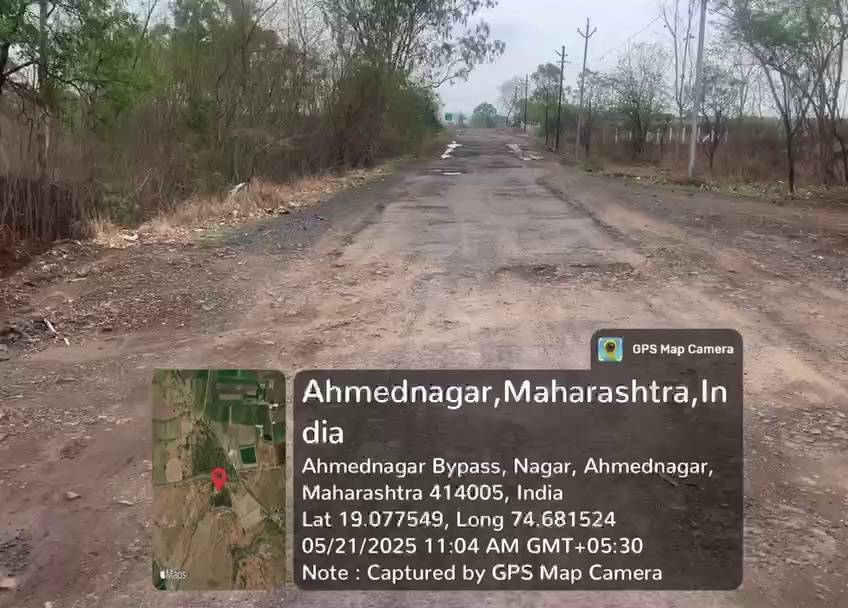 GPS Map Camera
Ahmednagar,Maharashtra,In
dia
Ahmednagar Bypass, Nagar, Ahmednagar,
Maharashtra 414005, India
Lat 19.077549, Long 74.681524
05/21/2025 11:04 AM GMT+05:30
Note : Captured by GPS Map Camera
Maps